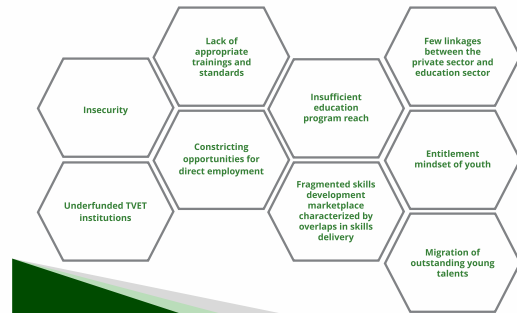 Insecurity
Underfunded TVET
institutions
Lack of
appropriate
trainings and
standards
Constricting
opportunities for
direct employment
Insufficient
education
program reach
Fragmented skills
development
marketplace
characterized by
overlaps in skills
delivery
Few linkages
between the
private sector and
education sector
Entitlement
mindset of youth
Migration of
outstanding young
talents